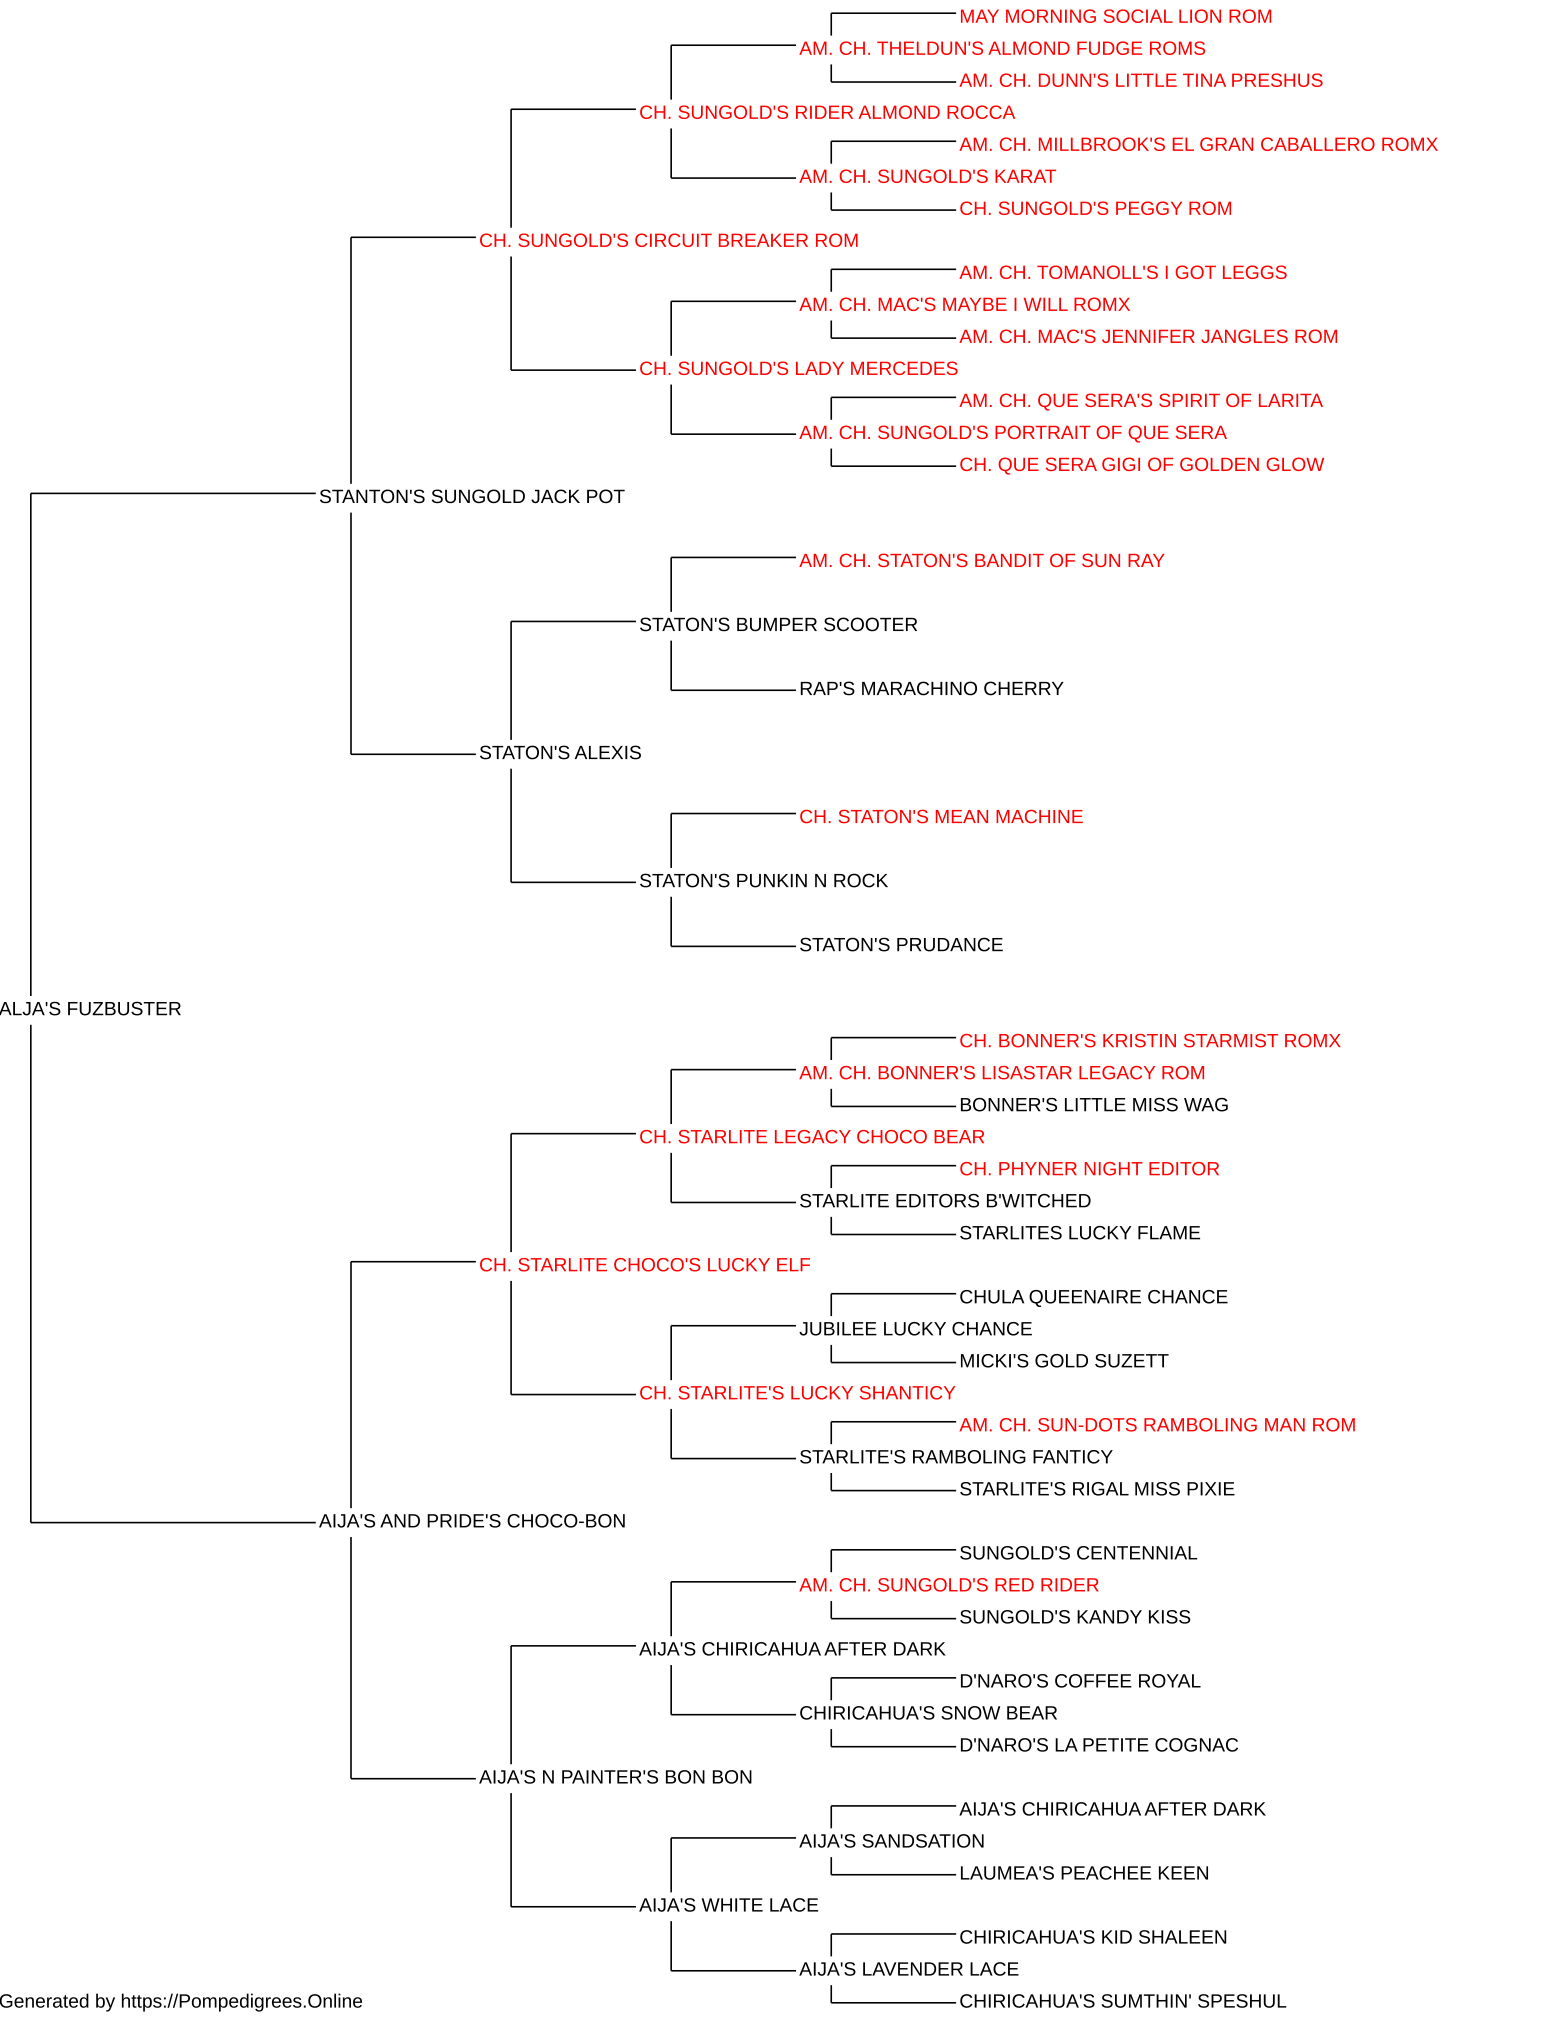 MAY MORNING SOCIAL LION ROM
AM. CH. THELDUN'S ALMOND FUDGE ROMS
AM. CH. DUNN'S LITTLE TINA PRESHUS
CH. SUNGOLD'S RIDER ALMOND ROCCA
AM. CH. MILLBROOK'S EL GRAN CABALLERO ROMX
AM. CH. SUNGOLD'S KARAT
CH. SUNGOLD'S PEGGY ROM
CH. SUNGOLD'S CIRCUIT BREAKER ROM
AM. CH. TOMANOLL'S I GOT LEGGS
AM. CH. MAC'S MAYBE I WILL ROMX
AM. CH. MAC'S JENNIFER JANGLES ROM
CH. SUNGOLD'S LADY MERCEDES
AM. CH. QUE SERA'S SPIRIT OF LARITA
AM. CH. SUNGOLD'S PORTRAIT OF QUE SERA
CH. QUE SERA GIGI OF GOLDEN GLOW
STANTON'S SUNGOLD JACK POT
AM. CH. STATON'S BANDIT OF SUN RAY
STATON'S BUMPER SCOOTER
RAP'S MARACHINO CHERRY
STATON'S ALEXIS
CH. STATON'S MEAN MACHINE
STATON'S PUNKIN N ROCK
STATON'S PRUDANCE
ALJA'S FUZBUSTER
CH. BONNER'S KRISTIN STARMIST ROMX
AM. CH. BONNER'S LISASTAR LEGACY ROM
BONNER'S LITTLE MISS WAG
CH. STARLITE LEGACY CHOCO BEAR
CH. PHYNER NIGHT EDITOR
STARLITE EDITORS B'WITCHED
STARLITES LUCKY FLAME
CH. STARLITE CHOCO'S LUCKY ELF
CHULA QUEENAIRE CHANCE
JUBILEE LUCKY CHANCE
MICKI'S GOLD SUZETT
CH. STARLITE'S LUCKY SHANTICY
AM. CH. SUN-DOTS RAMBOLING MAN ROM
STARLITE'S RAMBOLING FANTICY
STARLITE'S RIGAL MISS PIXIE
AIJA'S AND PRIDE'S CHOCO-BON
SUNGOLD'S CENTENNIAL
AM. CH. SUNGOLD'S RED RIDER
SUNGOLD'S KANDY KISS
AIJA'S CHIRICAHUA AFTER DARK
D'NARO'S COFFEE ROYAL
CHIRICAHUA'S SNOW BEAR
D'NARO'S LA PETITE COGNAC
AIJA'S N PAINTER'S BON BON
AIJA'S CHIRICAHUA AFTER DARK
AIJA'S SANDSATION
LAUMEA'S PEACHEE KEEN
AIJA'S WHITE LACE
CHIRICAHUA'S KID SHALEEN
AIJA'S LAVENDER LACE
CHIRICAHUA'S SUMTHIN' SPESHUL
Generated by https://Pompedigrees.Online